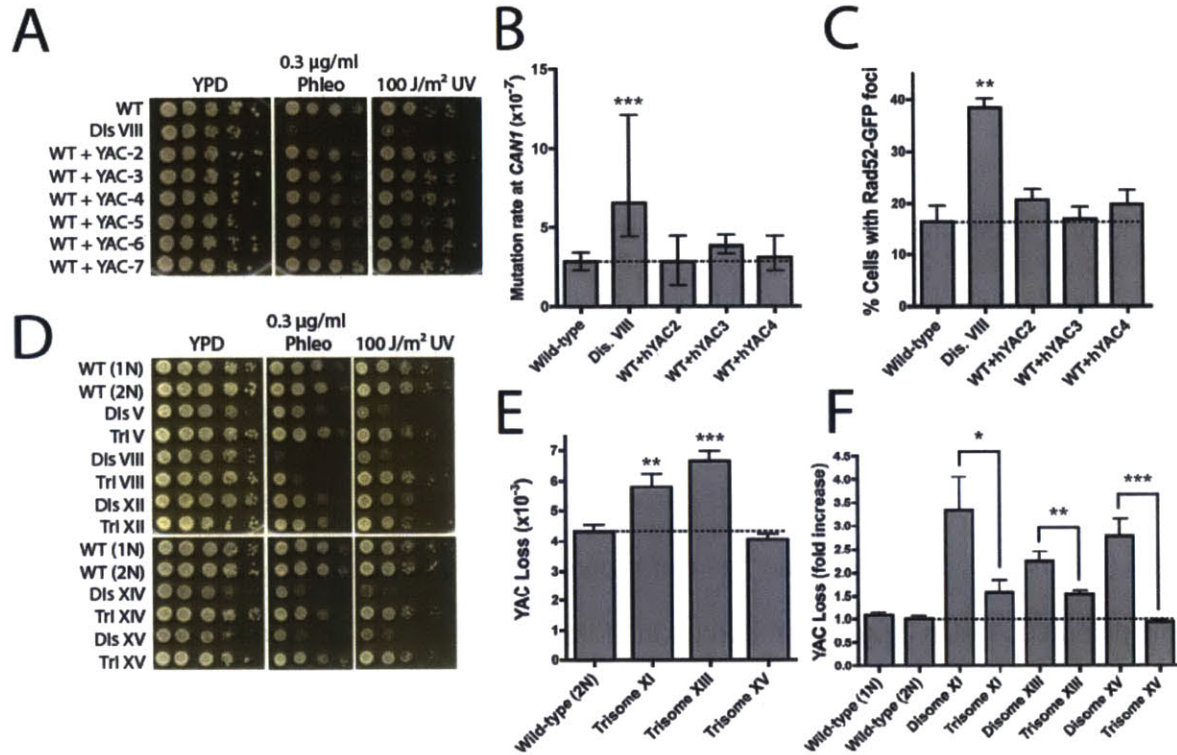 A
0.3 µg/ml
YPD Phleo 100 J/m² UV
WT
Dis VIII
WT + YAC-2
WT + YAC-3
WT + YAC-4
WT + YAC-5
WT + YAC-6
WT + YAC-7
B
Mutation rate at CAN1 (x10⁻⁷)
15
10
5
0
***
Wild-type
Dis. VIII
WT+hYAC2
WT+hYAC3
WT+hYAC4
C
% Cells with Rad52-GFP foci
40
30
20
10
0
**
Wild-type
Dis. VIII
WT+hYAC2
WT+hYAC3
WT+hYAC4
D
0.3 µg/ml
YPD Phleo 100 J/m² UV
WT (1N)
WT (2N)
Dis V
Tri V
Dis VIII
Tri VIII
Dis XII
Tri XII
WT (1N)
WT (2N)
Dis XIV
Tri XIV
Dis XV
Tri XV
E
YAC Loss (x10⁻³)
7
6
5
4
3
2
1
0
**
***
Wild-type (2N)
Trisome XI
Trisome XIII
Trisome XV
F
YAC Loss (fold increase)
4.5
4.0
3.5
3.0
2.5
2.0
1.5
1.0
0.5
0.0
*
**
***
Wild-type (1N)
Wild-type (2N)
Disome XI
Trisome XI
Disome XIII
Trisome XIII
Disome XV
Trisome XV